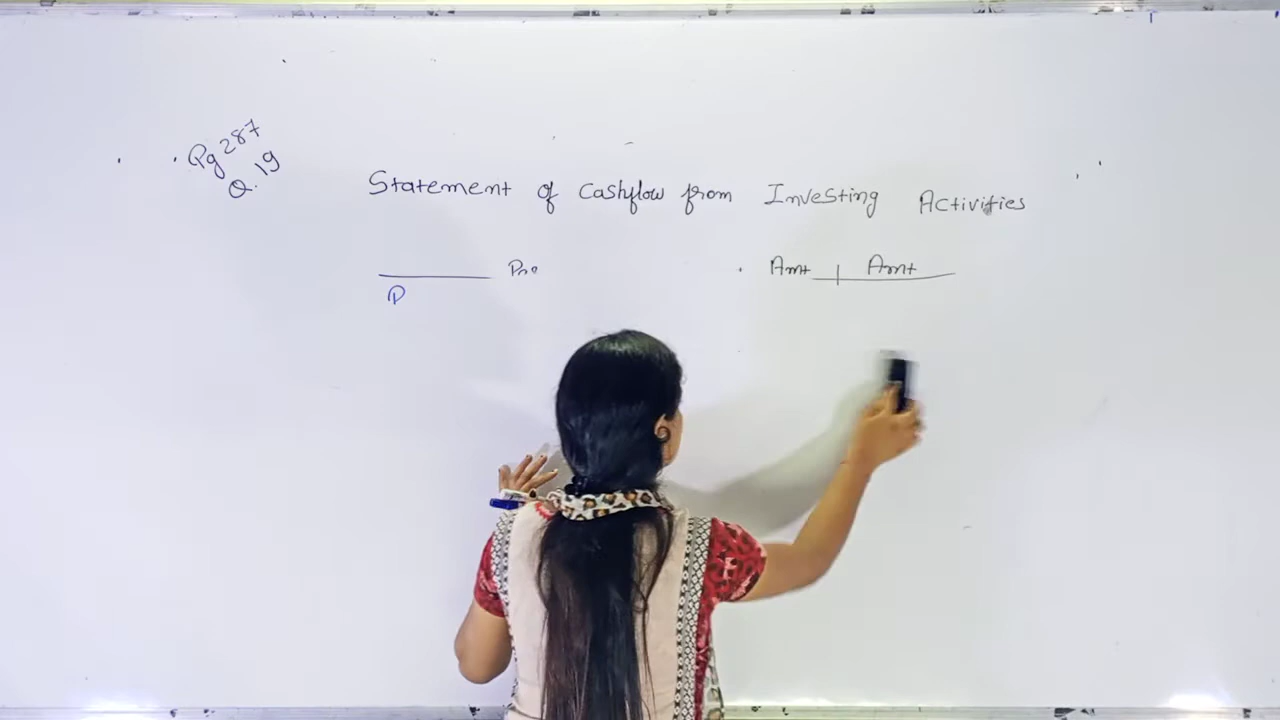 Pg 287
Q. 19
Statement of Cashflow from Investing Activities
Amt Amt
P